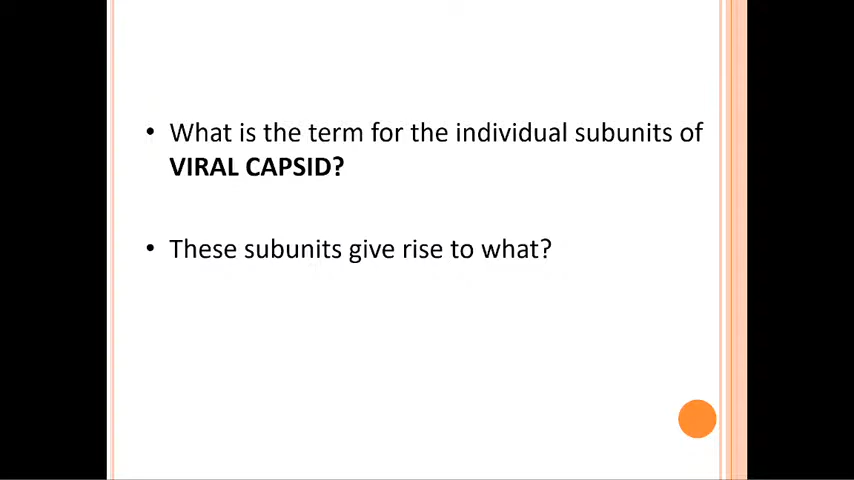 • What is the term for the individual subunits of
VIRAL CAPSID?
• These subunits give rise to what?